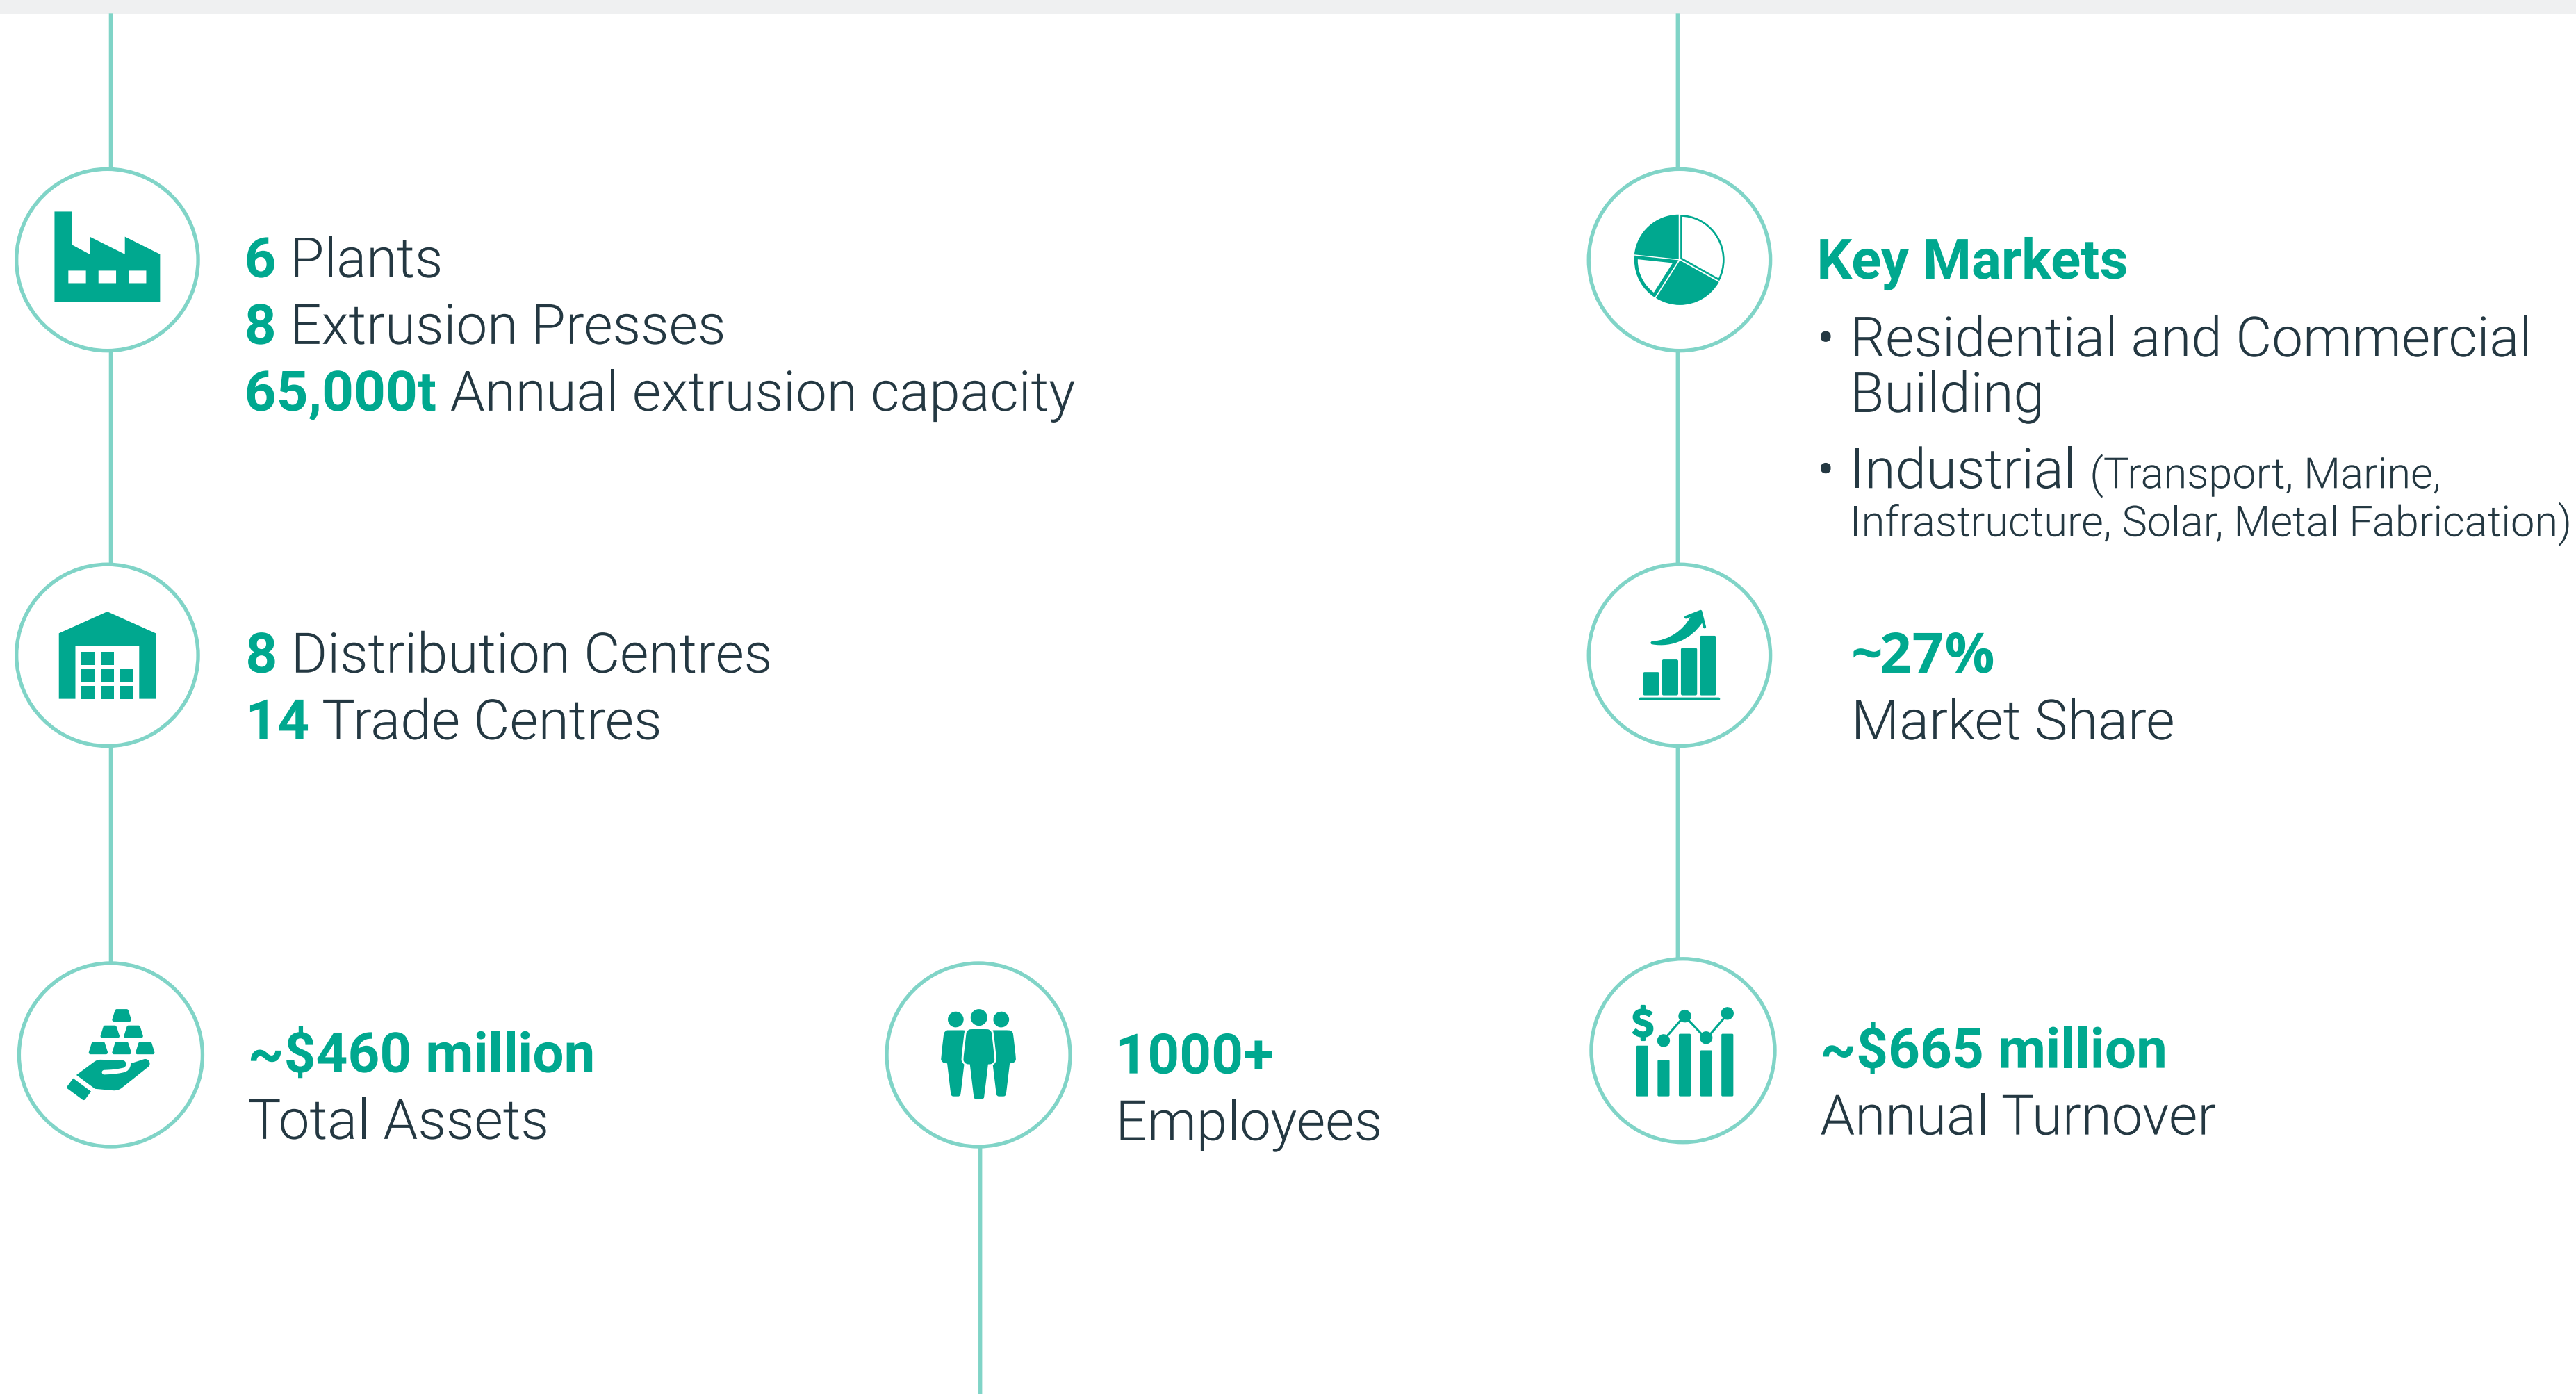 6 Plants
8 Extrusion Presses
65,000t Annual extrusion capacity
8 Distribution Centres
14 Trade Centres
~$460 million
Total Assets
1000+
Employees
Key Markets
• Residential and Commercial
Building
• Industrial (Transport, Marine,
Infrastructure, Solar, Metal Fabrication)
~27%
Market Share
~$665 million
Annual Turnover